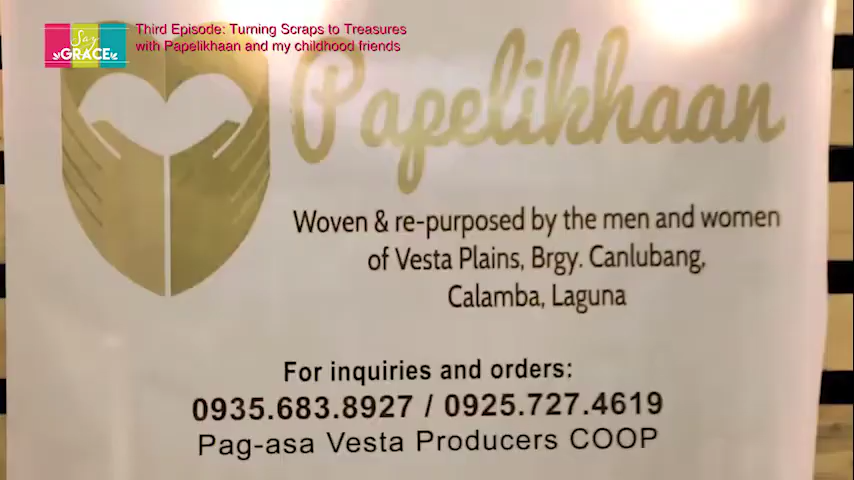 Say
GRACE
Third Episode: Turning Scraps to Treasures
with Papelikhaan and my childhood friends
Papelikhaan
Woven & re-purposed by the men and women
of Vesta Plains, Brgy. Canlubang,
Calamba, Laguna
For inquiries and orders:
0935.683.8927 / 0925.727.4619
Pag-asa Vesta Producers COOP